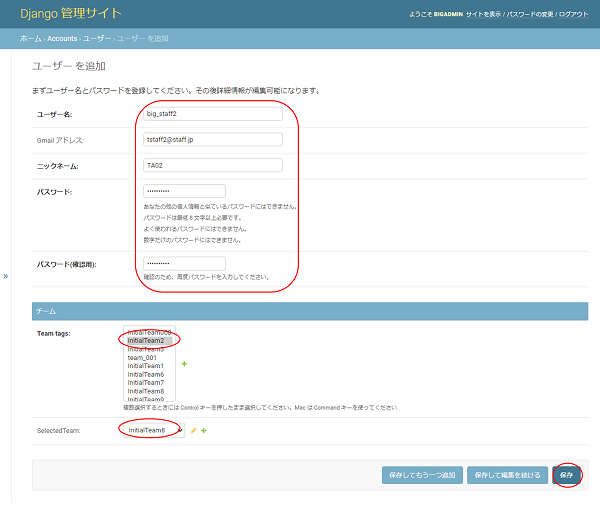 Django 管理サイト
ようこそ BIGADMIN. サイトを表示 / パスワードの変更 / ログアウト
ホーム › Accounts › ユーザー › ユーザー を追加
ユーザー を追加
まずユーザー名とパスワードを登録してください。その後詳細情報が編集可能になります。
ユーザー名: big_staff2
Gmail アドレス: tstaff2@staff.jp
ニックネーム: TA02
パスワード: ••••••••••
あなたの他の個人情報と似ているパスワードにはできません。
パスワードは最低 8 文字以上必要です。
よく使われるパスワードにはできません。
数字だけのパスワードにはできません。
»
パスワード(確認用): ••••••••••
確認のため、再度パスワードを入力してください。
チーム
Team tags:
InitialTeam2
InitialTeam3
team_001
InitialTeam1
InitialTeam6
InitialTeam7
InitialTeam8
InitialTeam9
複数選択するときには Control キーを押したまま選択してください。Mac は Command キーを使ってください
SelectedTeam: InitialTeam8
保存してもう一つ追加 保存して編集を続ける 保存